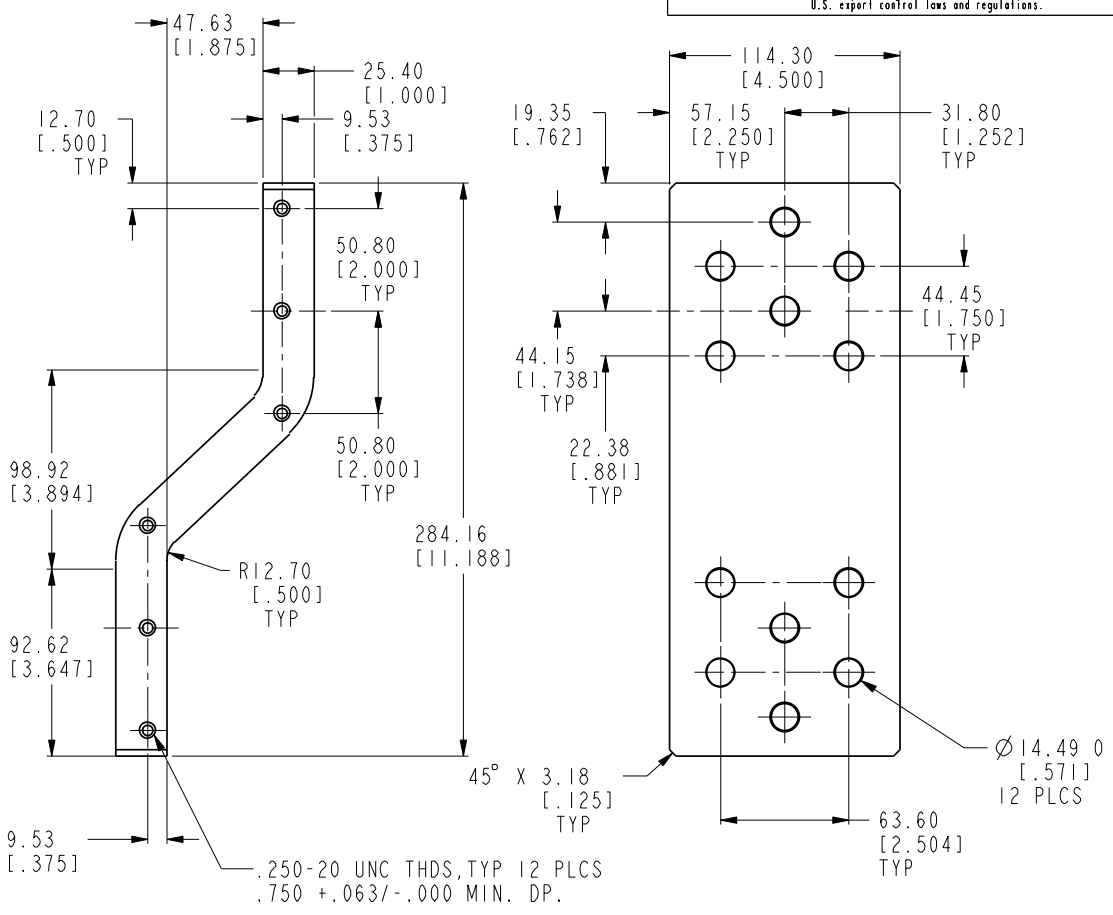 U.S. export control laws and regulations.
47.63
[1.875]
25.40
[1.000]
12.70
[.500]
TYP
9.53
[.375]
50.80
[2.000]
TYP
50.80
[2.000]
TYP
98.92
[3.894]
284.16
[11.188]
R12.70
[.500]
TYP
92.62
[3.647]
9.53
[.375]
.250-20 UNC THDS,TYP 12 PLCS
.750 +.063/-.000 MIN. DP.
114.30
[4.500]
19.35
[.762]
57.15
[2.250]
TYP
31.80
[1.252]
TYP
44.45
[1.750]
TYP
44.15
[1.738]
TYP
22.38
[.881]
TYP
45° X 3.18
[.125]
TYP
Ø14.49 0
[.571]
12 PLCS
63.60
[2.504]
TYP